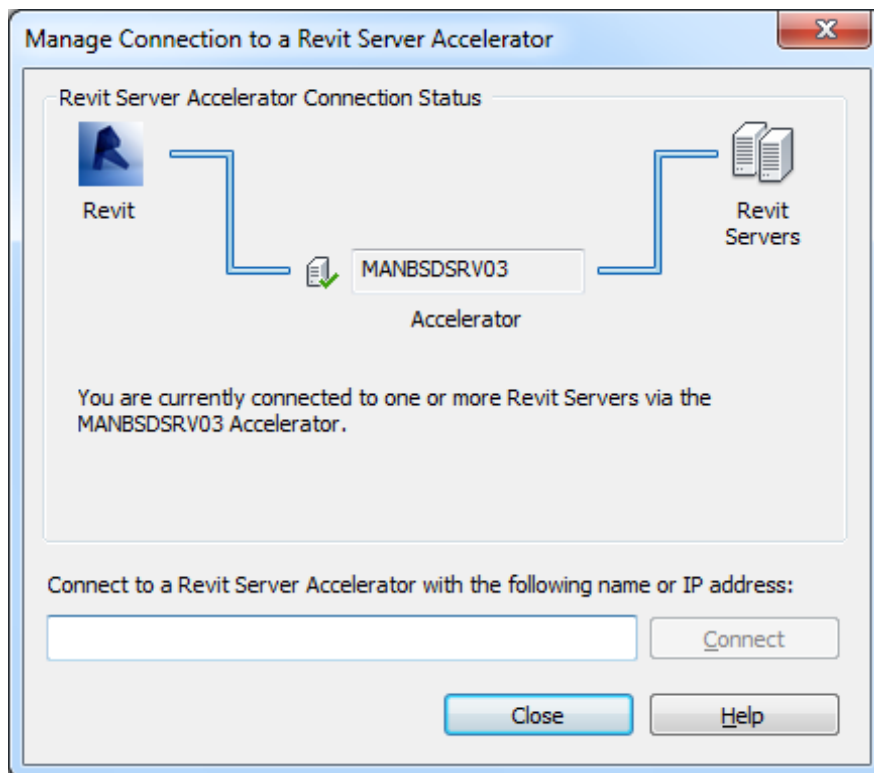 Manage Connection to a Revit Server Accelerator
Revit Server Accelerator Connection Status
Revit
Revit
Servers
MANBSDSRV03
Accelerator
You are currently connected to one or more Revit Servers via the
MANBSDSRV03 Accelerator.
Connect to a Revit Server Accelerator with the following name or IP address:
Connect
Close
Help